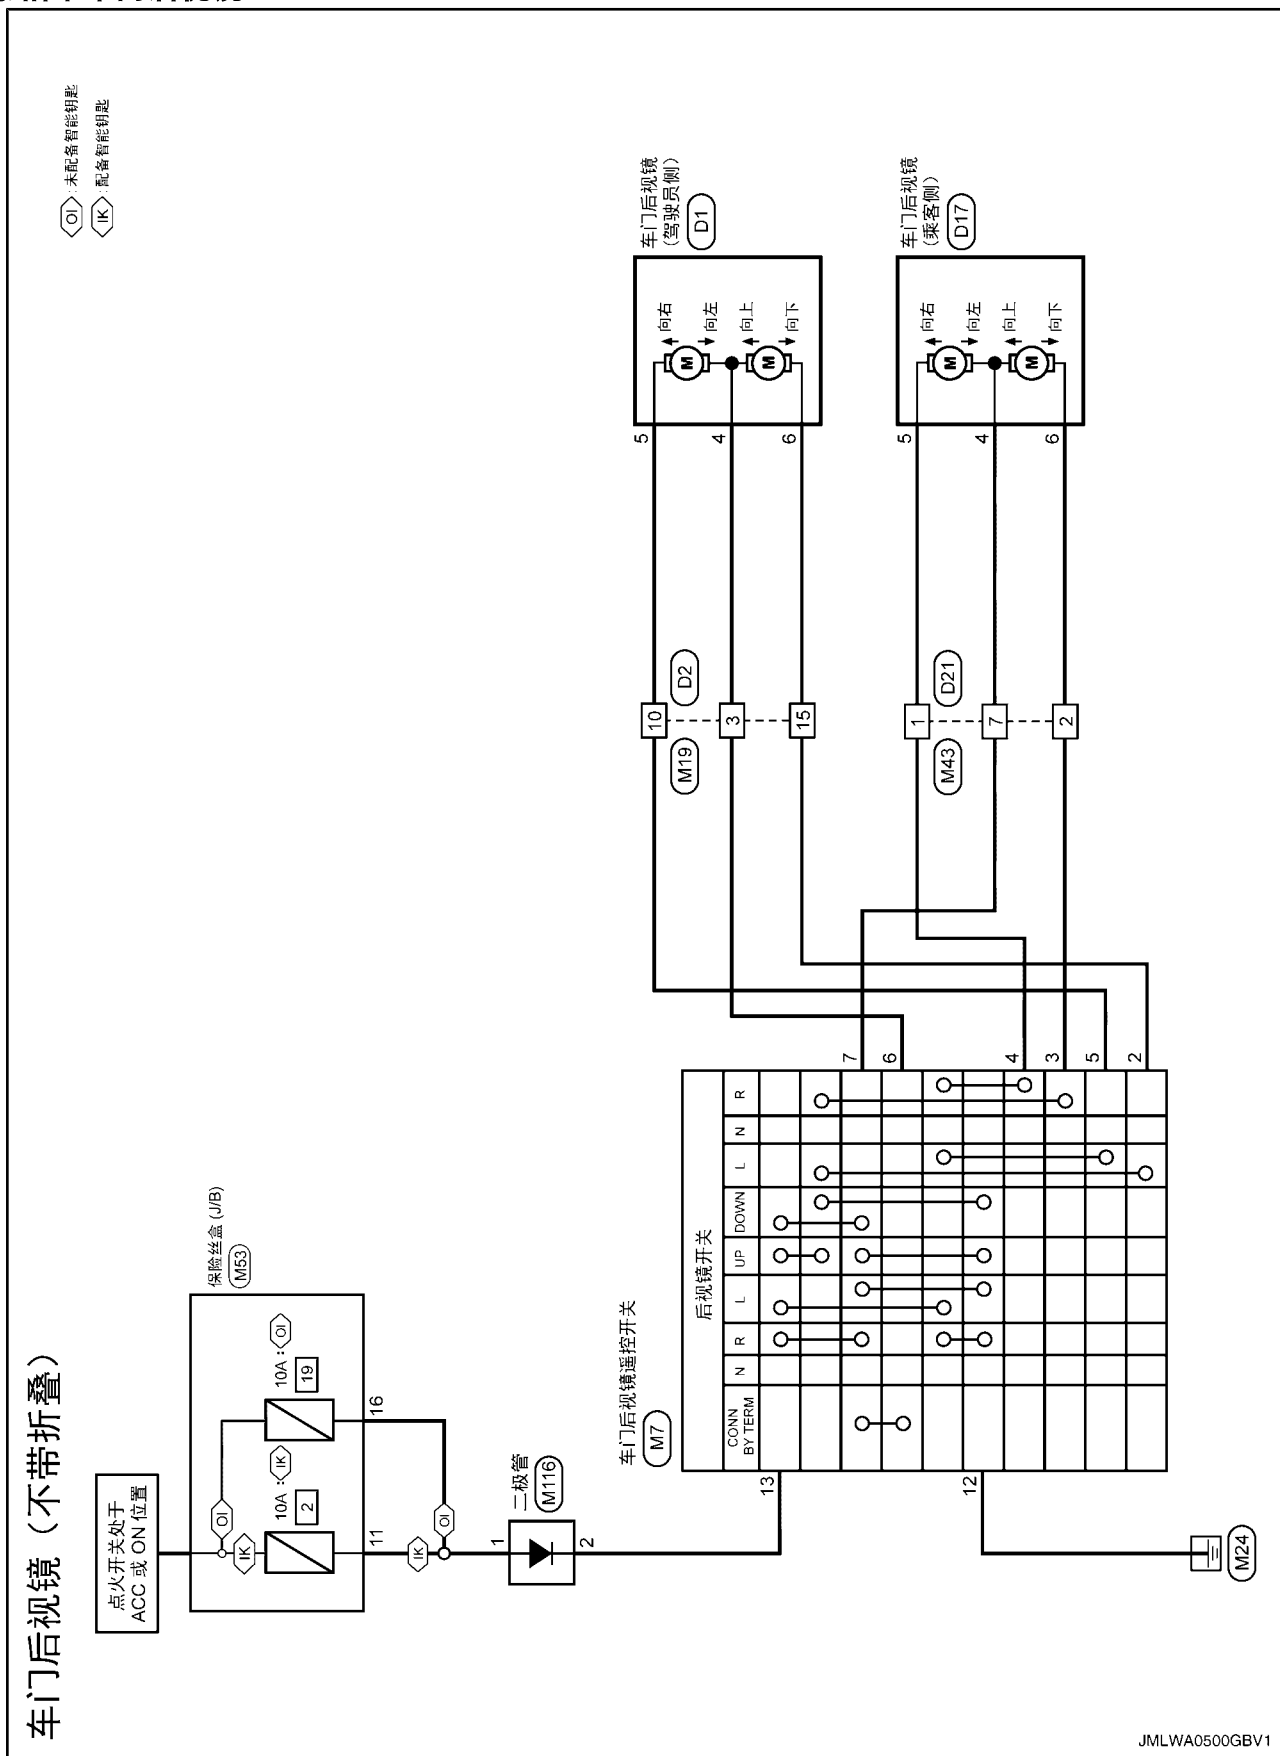 车门后视镜（不带折叠）
OI : 未配备智能钥匙
IK : 配备智能钥匙
点火开关处于
ACC 或 ON 位置
保险丝盒 (J/B)
M53
OI
IK
10A : IK
2
10A : OI
19
11
16
IK
OI
二极管
M116
1
2
车门后视镜遥控开关
M7
后视镜开关
CONN
BY TERM
N
R
L
UP
DOWN
L
N
R
13
12
7
6
4
3
5
2
M24
M19
D2
10
3
15
M43
D21
1
7
2
车门后视镜
(驾驶员侧)
D1
5
4
6
M
M
向右
向左
向上
向下
车门后视镜
(乘客侧)
D17
5
4
6
M
M
向右
向左
向上
向下
JMLWA0500GBV1